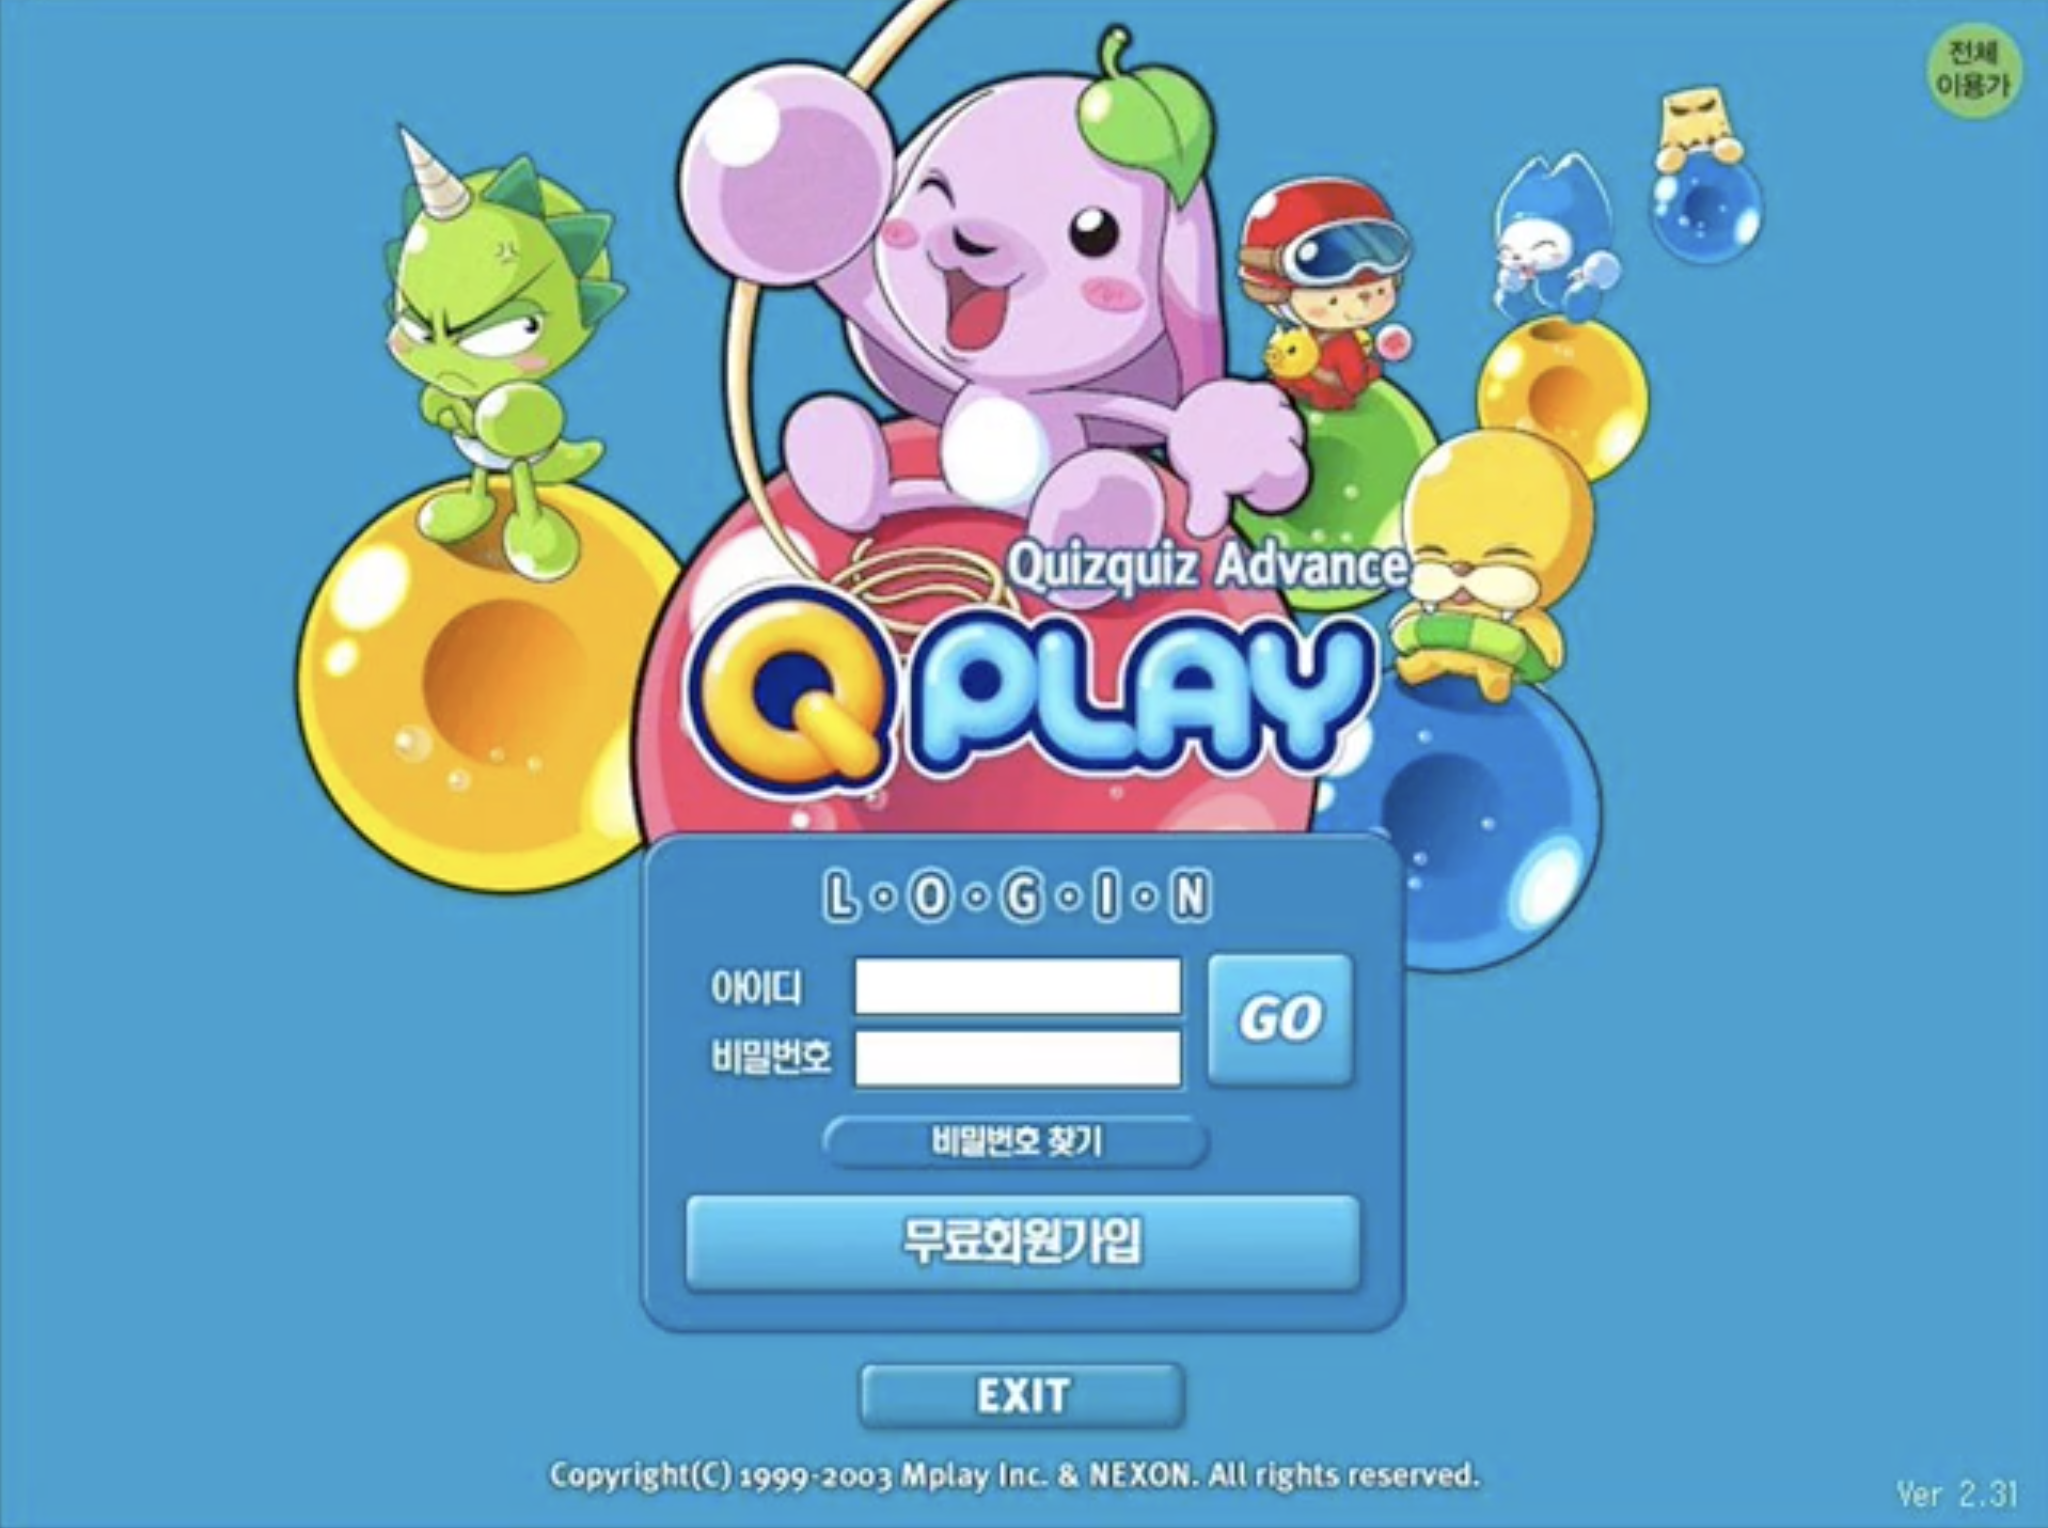 전체
이용가
Quizquiz Advance
Q PLAY
L·O·G·I·N
아이디
비밀번호
GO
비밀번호 찾기
무료회원가입
EXIT
Copyright(C) 1999-2003 Mplay Inc. & NEXON. All rights reserved.
Ver 2.31